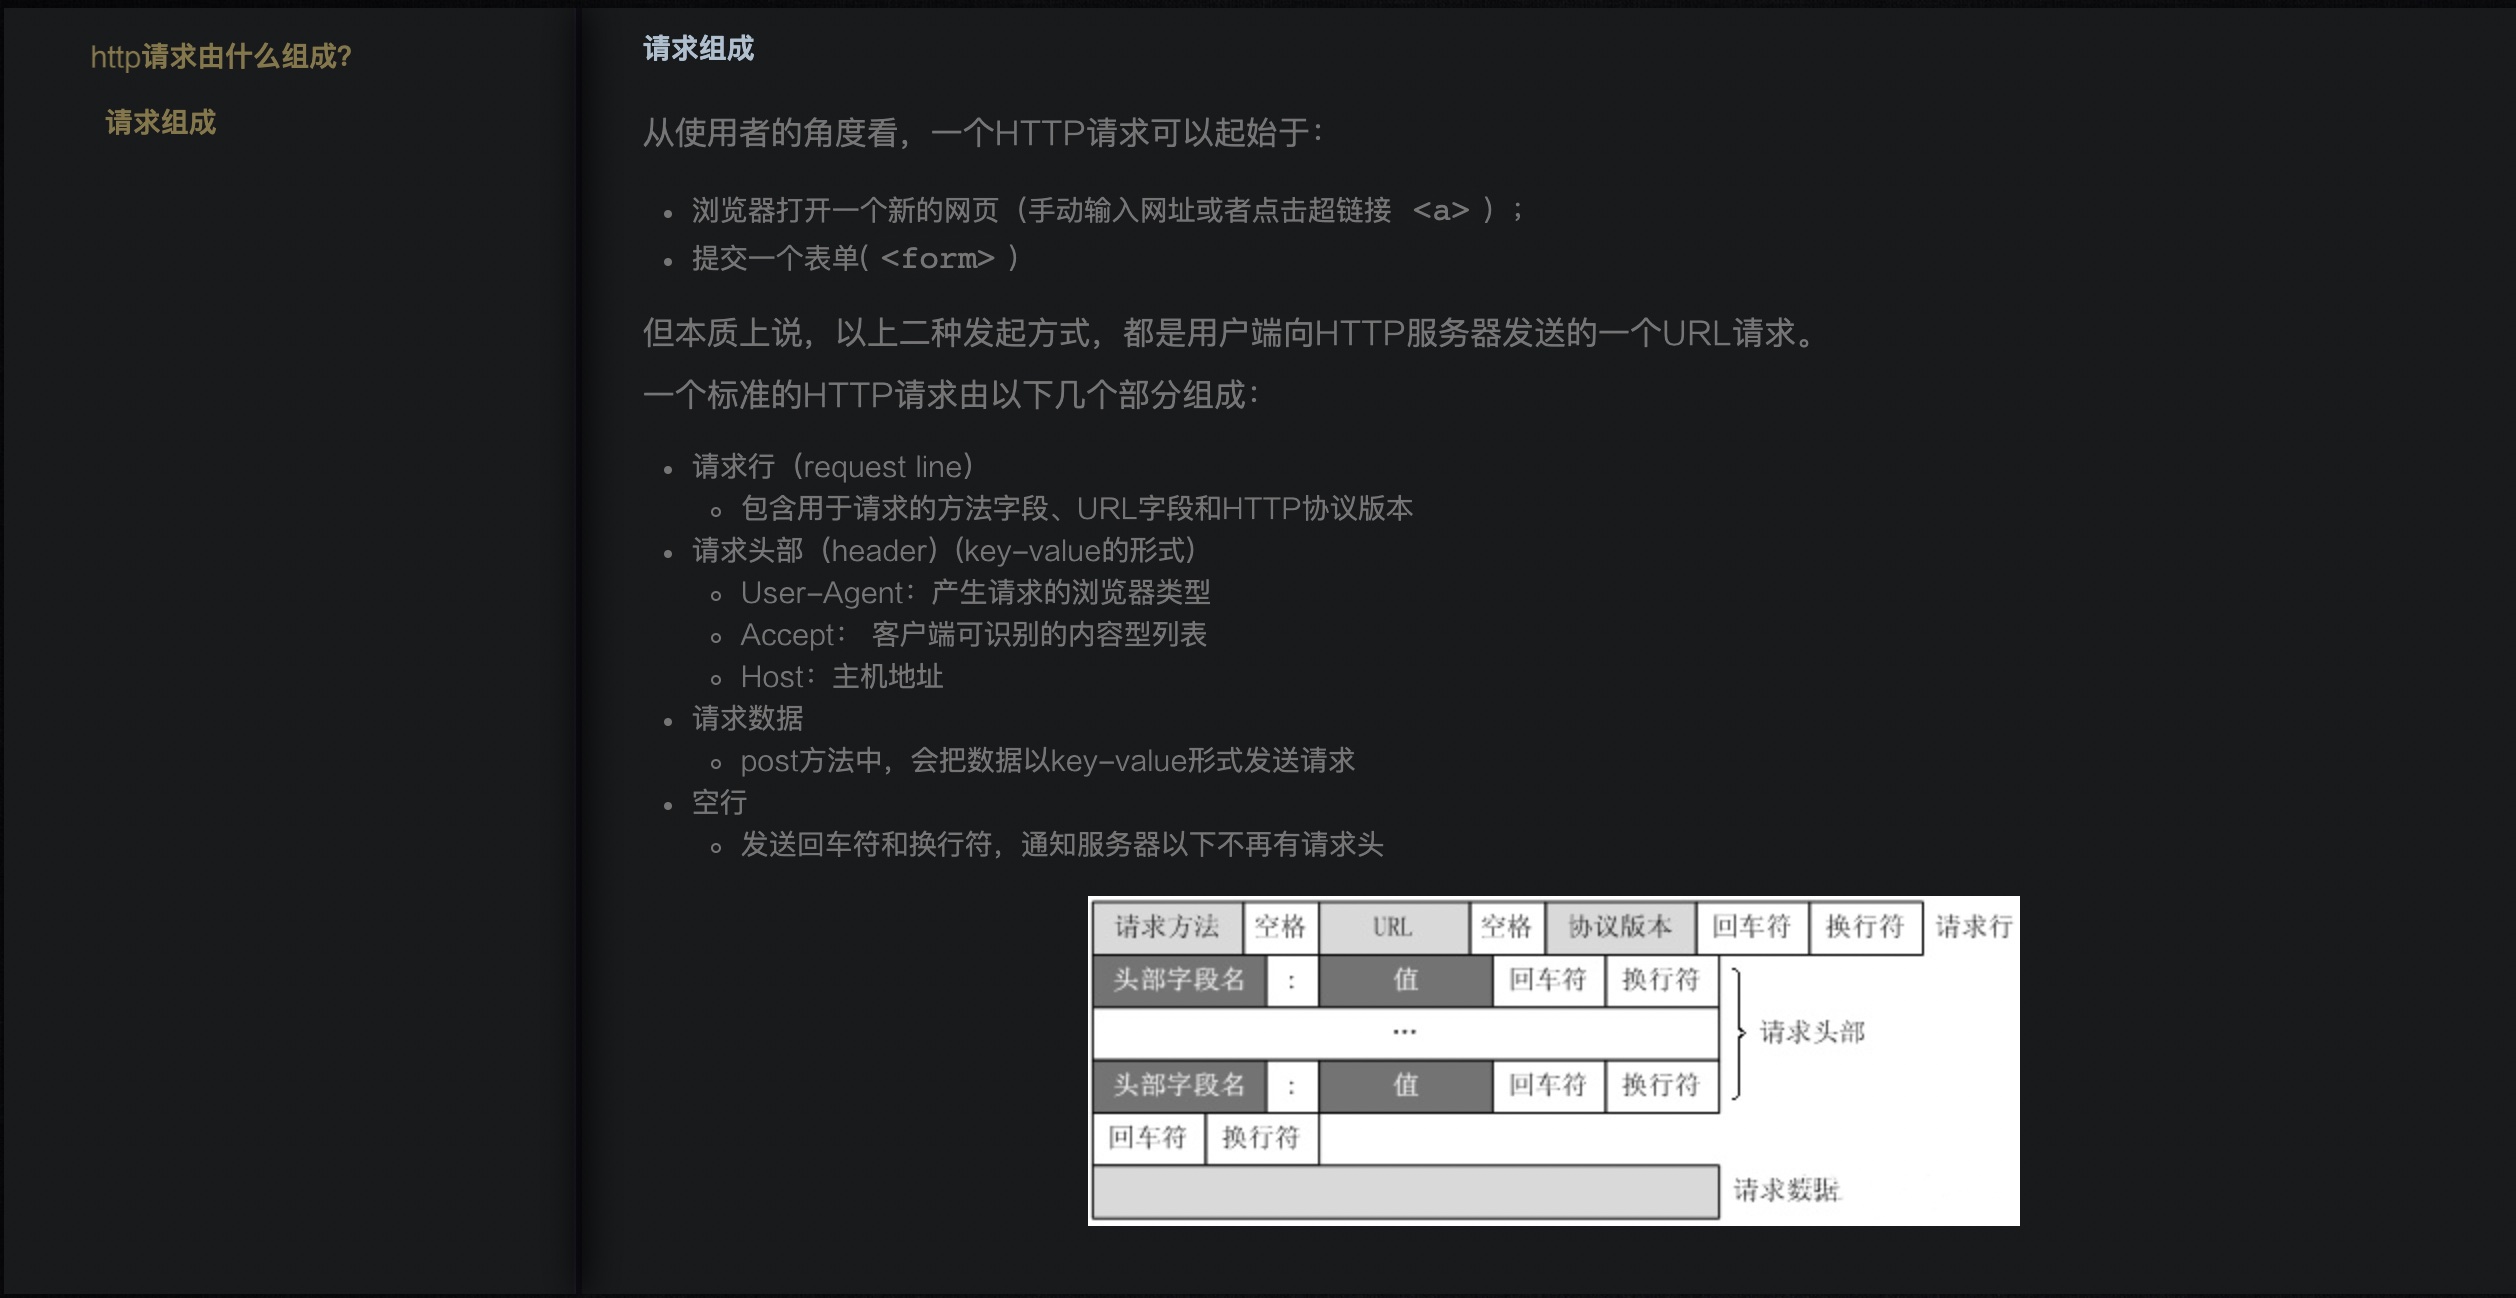 http请求由什么组成?
请求组成
请求组成
从使用者的角度看，一个HTTP请求可以起始于：
• 浏览器打开一个新的网页（手动输入网址或者点击超链接 <a> ）；
• 提交一个表单( <form> )
但本质上说，以上二种发起方式，都是用户端向HTTP服务器发送的一个URL请求。
一个标准的HTTP请求由以下几个部分组成：
• 请求行（request line）
◦ 包含用于请求的方法字段、URL字段和HTTP协议版本
• 请求头部（header）(key-value的形式)
◦ User-Agent：产生请求的浏览器类型
◦ Accept： 客户端可识别的内容型列表
◦ Host：主机地址
• 请求数据
◦ post方法中，会把数据以key-value形式发送请求
• 空行
◦ 发送回车符和换行符，通知服务器以下不再有请求头
请求方法 空格 URL 空格 协议版本 回车符 换行符 请求行
头部字段名 : 值 回车符 换行符
...
请求头部
头部字段名 : 值 回车符 换行符
回车符 换行符
请求数据